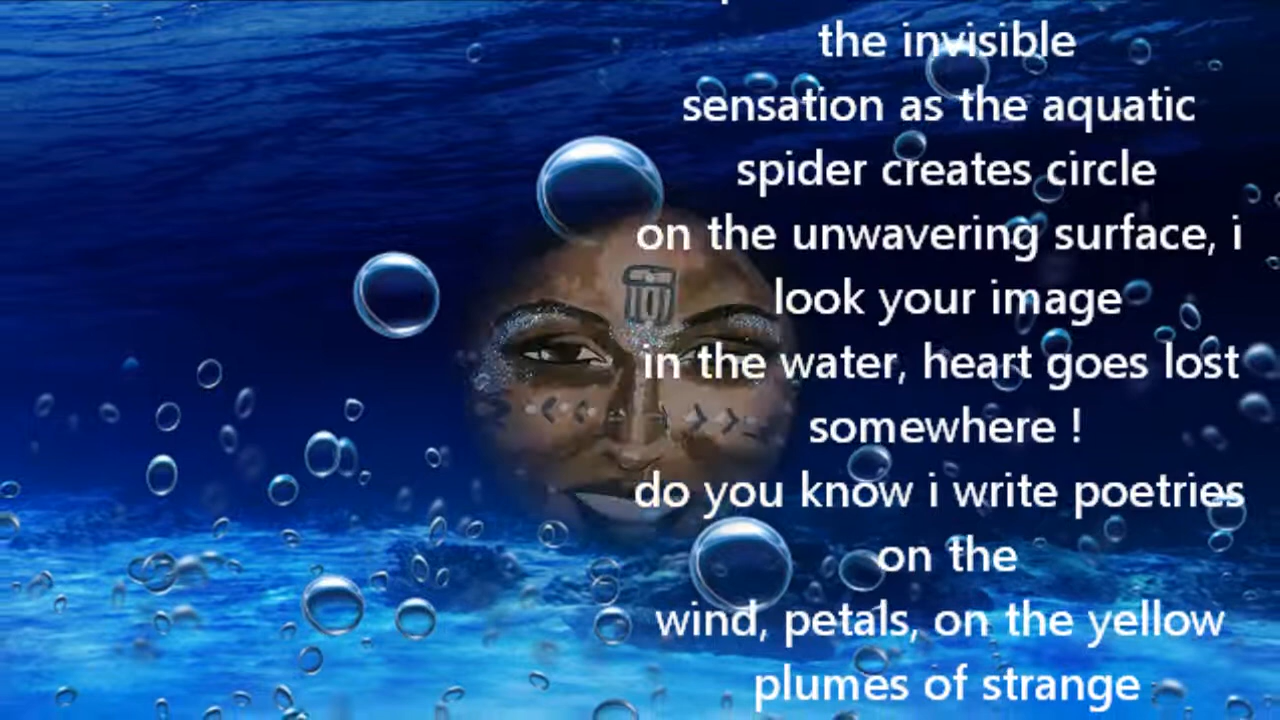 the invisible
sensation as the aquatic
spider creates circle
on the unwavering surface, i
look your image
in the water, heart goes lost
somewhere !
do you know i write poetries
on the
wind, petals, on the yellow
plumes of strange